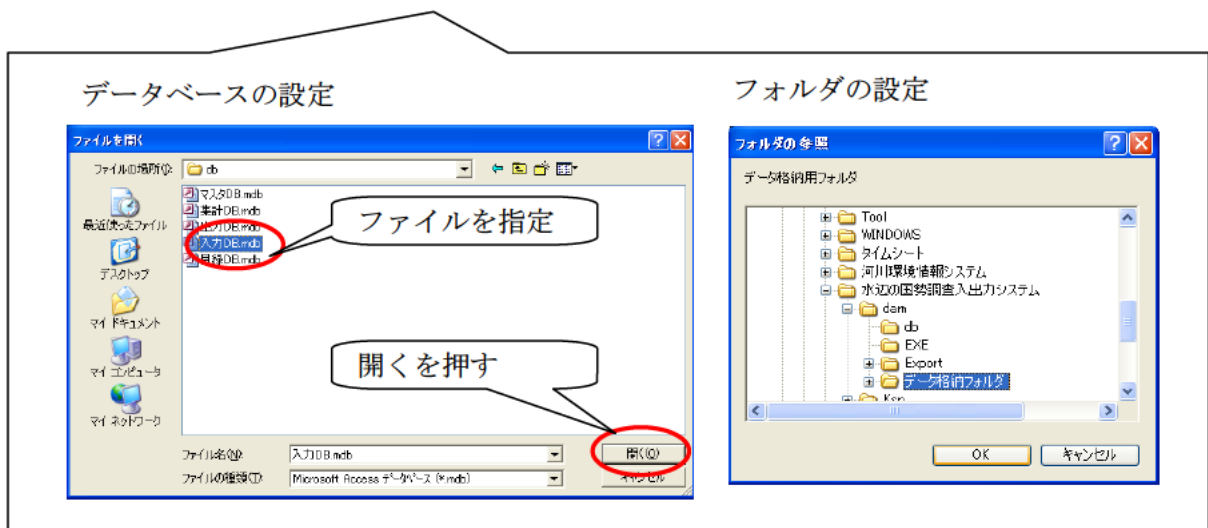 データベースの設定
フォルダの設定
ファイルを開く
ファイルの場所(I):
db
マスタDB.mdb
集計DB.mdb
出力DB.mdb
入力DB.mdb
目録DB.mdb
ファイルを指定
最近使ったファイル
デスクトップ
マイ ドキュメント
マイ コンピュータ
マイ ネットワーク
開くを押す
ファイル名(N):
入力DB.mdb
開く(O)
ファイルの種類(T):
Microsoft Access データベース (*.mdb)
キャンセル
フォルダの参照
データ格納用フォルダ
Tool
WINDOWS
タイムシート
河川環境情報システム
水辺の国勢調査入出力システム
dam
db
EXE
Export
データ格納フォルダ
Ksn
OK
キャンセル